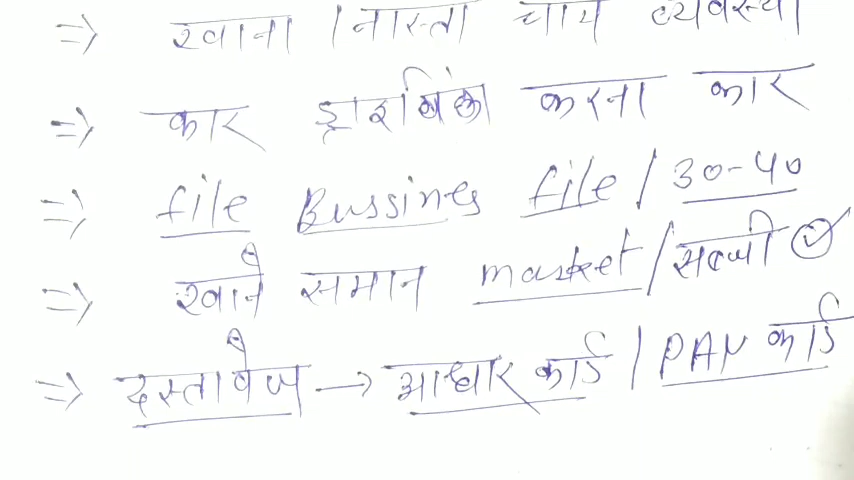 => खाना / नास्ता चाय व्यवस्था
=> कार ड्राइविंग करना कार
=> file Bussines file / 30-40
=> खाने समान market / सब्जी
=> दस्तावेज → आधार कार्ड / PAN कार्ड